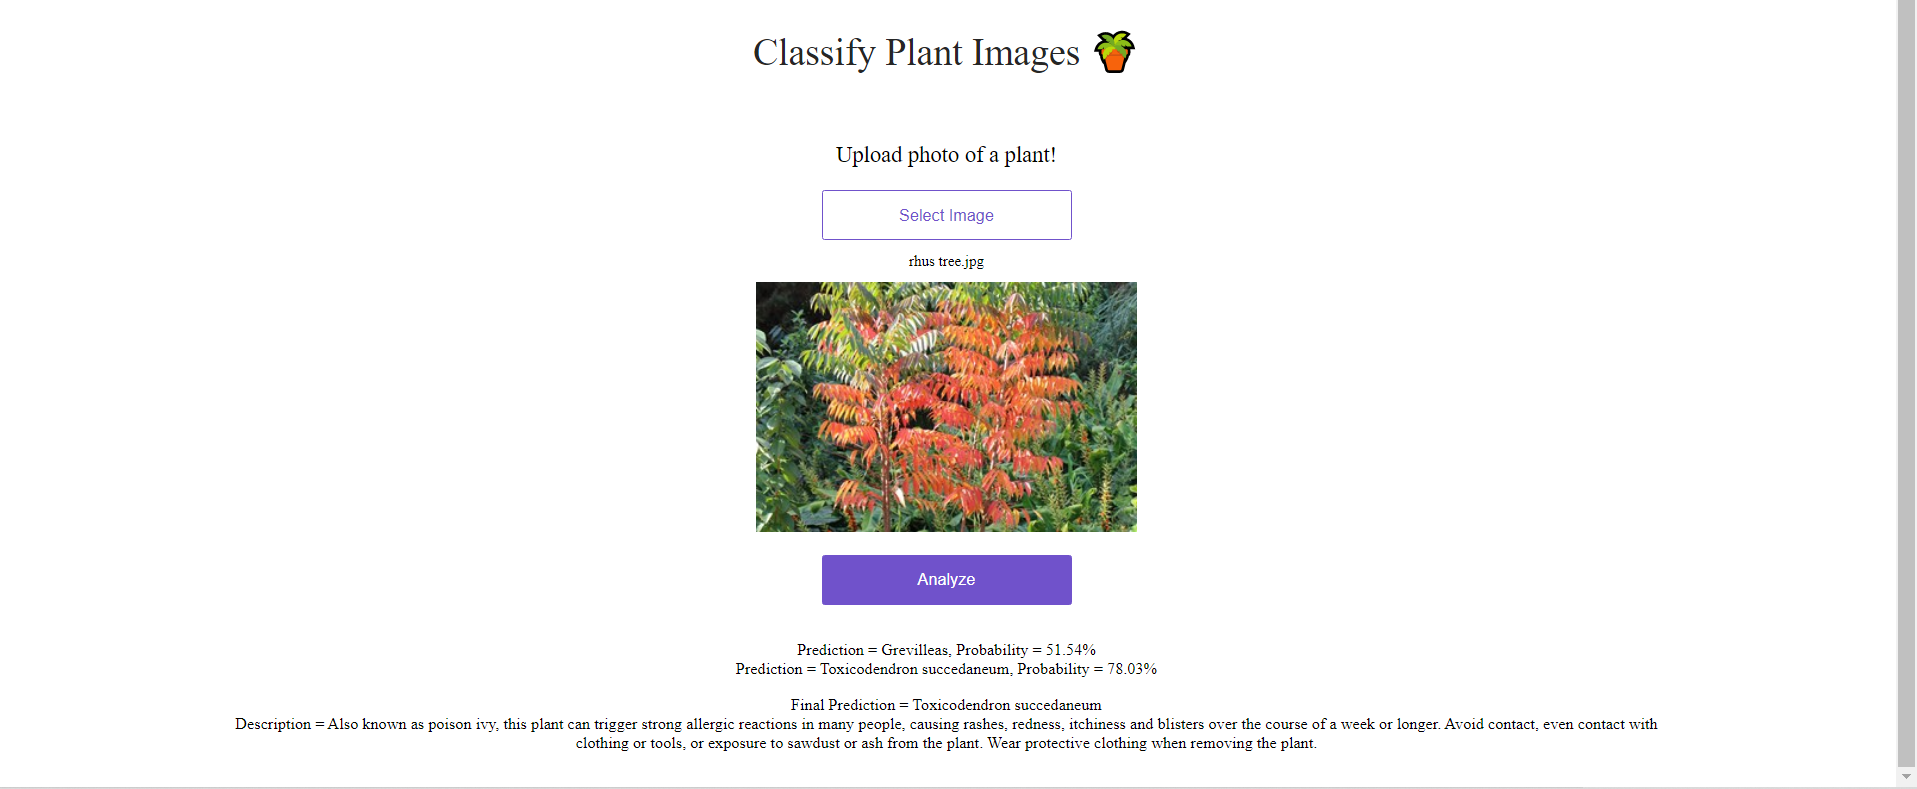 Classify Plant Images
Upload photo of a plant!
Select Image
rhus tree.jpg
Analyze
Prediction = Grevilleas, Probability = 51.54%
Prediction = Toxicodendron succedaneum, Probability = 78.03%
Final Prediction = Toxicodendron succedaneum
Description = Also known as poison ivy, this plant can trigger strong allergic reactions in many people, causing rashes, redness, itchiness and blisters over the course of a week or longer. Avoid contact, even contact with
clothing or tools, or exposure to sawdust or ash from the plant. Wear protective clothing when removing the plant.